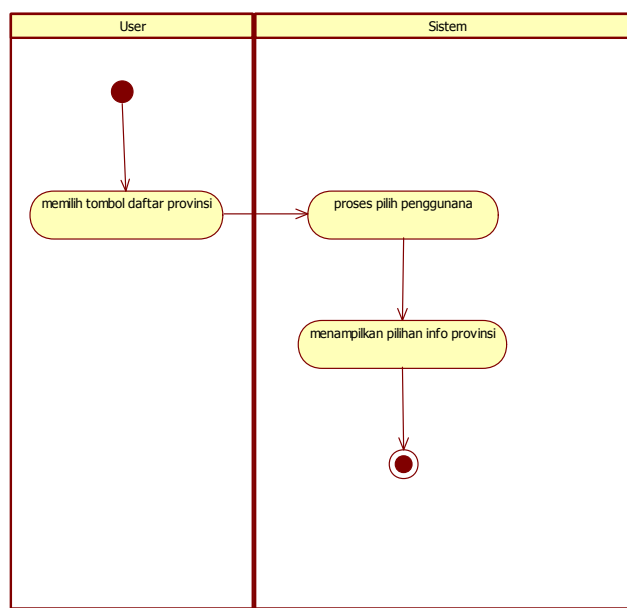 User
Sistem
memilih tombol daftar provinsi
proses pilih penggunana
menampilkan pilihan info provinsi